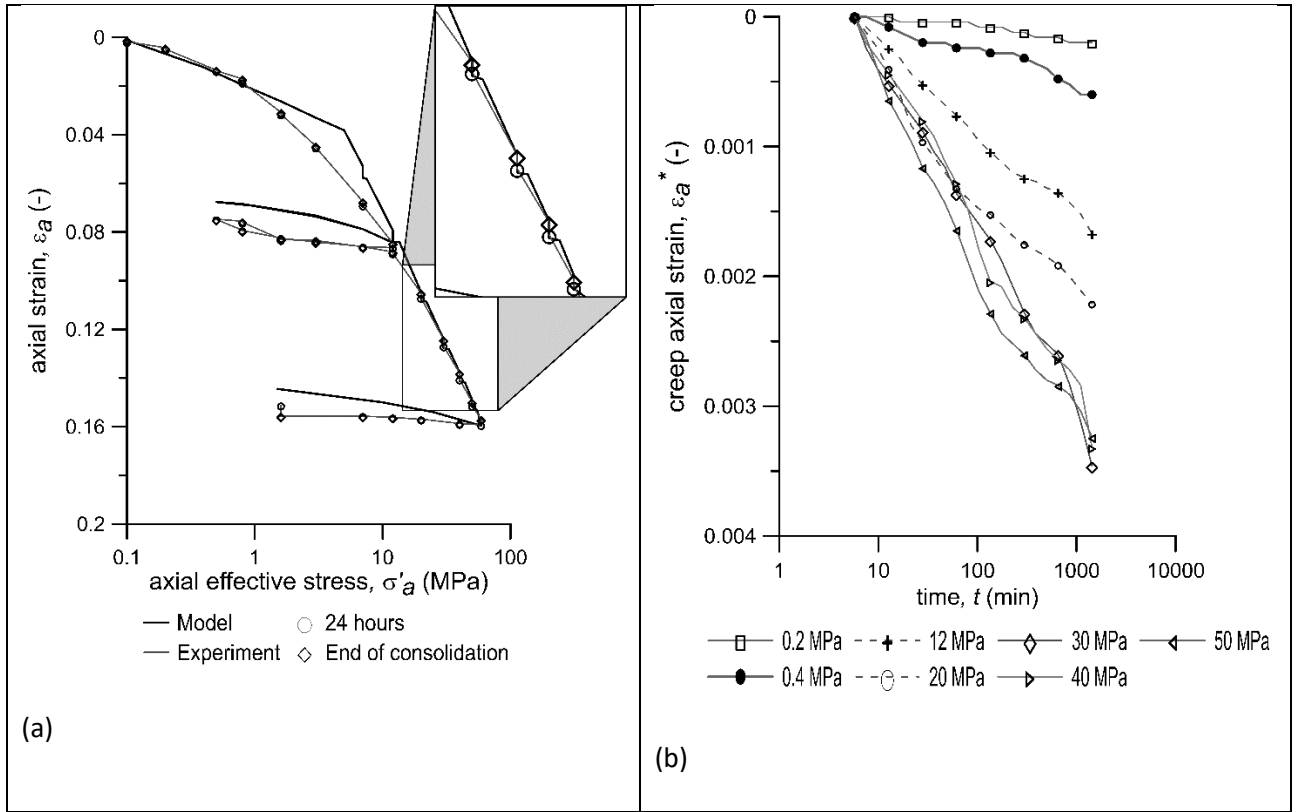 0
0.04
0.08
0.12
0.16
0.2
axial strain, εa (-)
0.1 1 10 100
axial effective stress, σ'a (MPa)
Model 24 hours
Experiment End of consolidation
(a)
0
0.001
0.002
0.003
0.004
creep axial strain, εa* (-)
1 10 100 1000 10000
time, t (min)
0.2 MPa 12 MPa 30 MPa 50 MPa
0.4 MPa 20 MPa 40 MPa
(b)